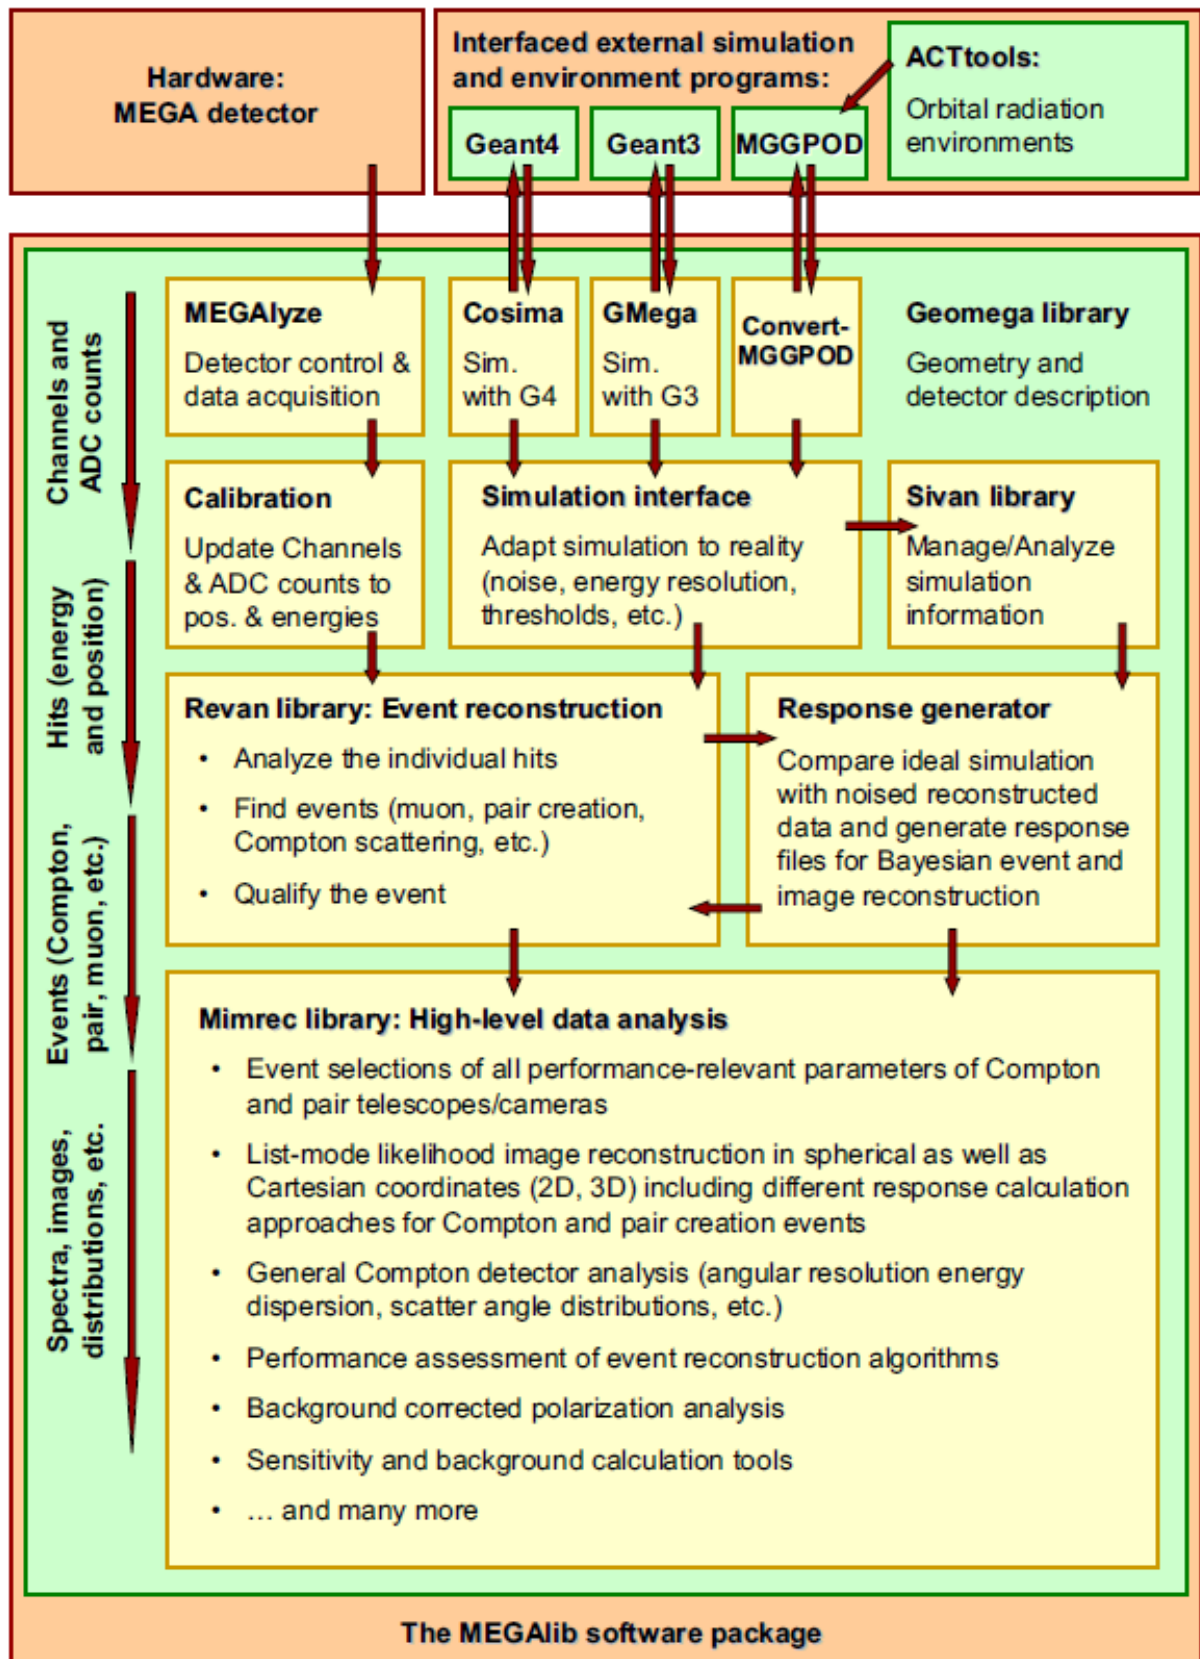 Hardware:
MEGA detector
Interfaced external simulation
and environment programs:
Geant4
Geant3
MGGPOD
ACTtools:
Orbital radiation
environments
Channels and
ADC counts
Hits (energy
and position)
Events (Compton,
pair, muon, etc.)
Spectra, images,
distributions, etc.
MEGAlyze
Detector control &
data acquisition
Cosima
Sim.
with G4
GMega
Sim.
with G3
Convert-
MGGPOD
Geomega library
Geometry and
detector description
Calibration
Update Channels
& ADC counts to
pos. & energies
Simulation interface
Adapt simulation to reality
(noise, energy resolution,
thresholds, etc.)
Sivan library
Manage/Analyze
simulation
information
Revan library: Event reconstruction
• Analyze the individual hits
• Find events (muon, pair creation,
Compton scattering, etc.)
• Qualify the event
Response generator
Compare ideal simulation
with noised reconstructed
data and generate response
files for Bayesian event and
image reconstruction
Mimrec library: High-level data analysis
• Event selections of all performance-relevant parameters of Compton
and pair telescopes/cameras
• List-mode likelihood image reconstruction in spherical as well as
Cartesian coordinates (2D, 3D) including different response calculation
approaches for Compton and pair creation events
• General Compton detector analysis (angular resolution energy
dispersion, scatter angle distributions, etc.)
• Performance assessment of event reconstruction algorithms
• Background corrected polarization analysis
• Sensitivity and background calculation tools
• … and many more
The MEGAlib software package